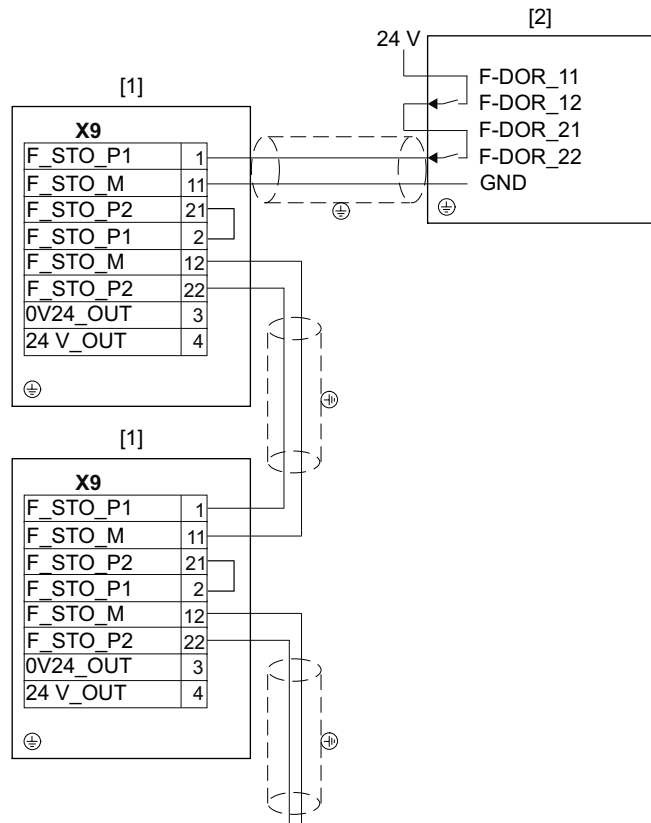 [2]
24 V
F-DOR_11
F-DOR_12
F-DOR_21
F-DOR_22
GND
[1]
X9
F_STO_P1 1
F_STO_M 11
F_STO_P2 21
F_STO_P1 2
F_STO_M 12
F_STO_P2 22
0V24_OUT 3
24 V_OUT 4
[1]
X9
F_STO_P1 1
F_STO_M 11
F_STO_P2 21
F_STO_P1 2
F_STO_M 12
F_STO_P2 22
0V24_OUT 3
24 V_OUT 4